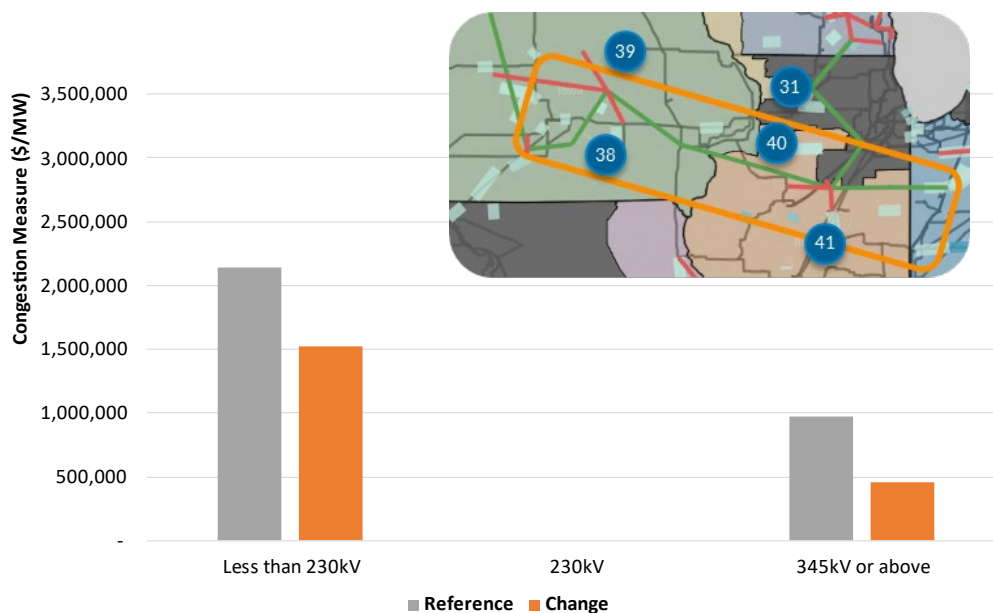 Congestion Measure ($/MW)
3,500,000
3,000,000
2,500,000
2,000,000
1,500,000
1,000,000
500,000
-
39
31
40
38
41
Less than 230kV
230kV
345kV or above
Reference
Change